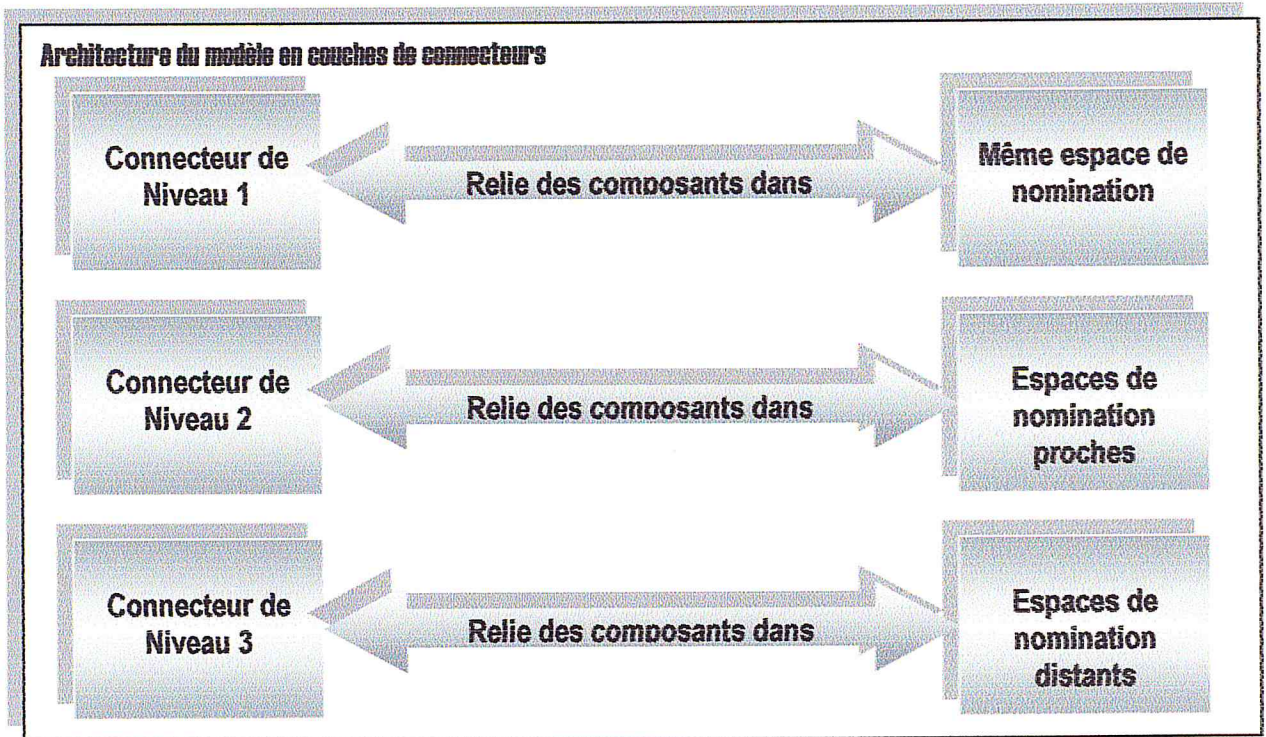 Architecture du modèle en couches de connecteurs
Connecteur de
Niveau 1
Relie des composants dans
Même espace de
nomination
Connecteur de
Niveau 2
Relie des composants dans
Espaces de
nomination
proches
Connecteur de
Niveau 3
Relie des composants dans
Espaces de
nomination
distants